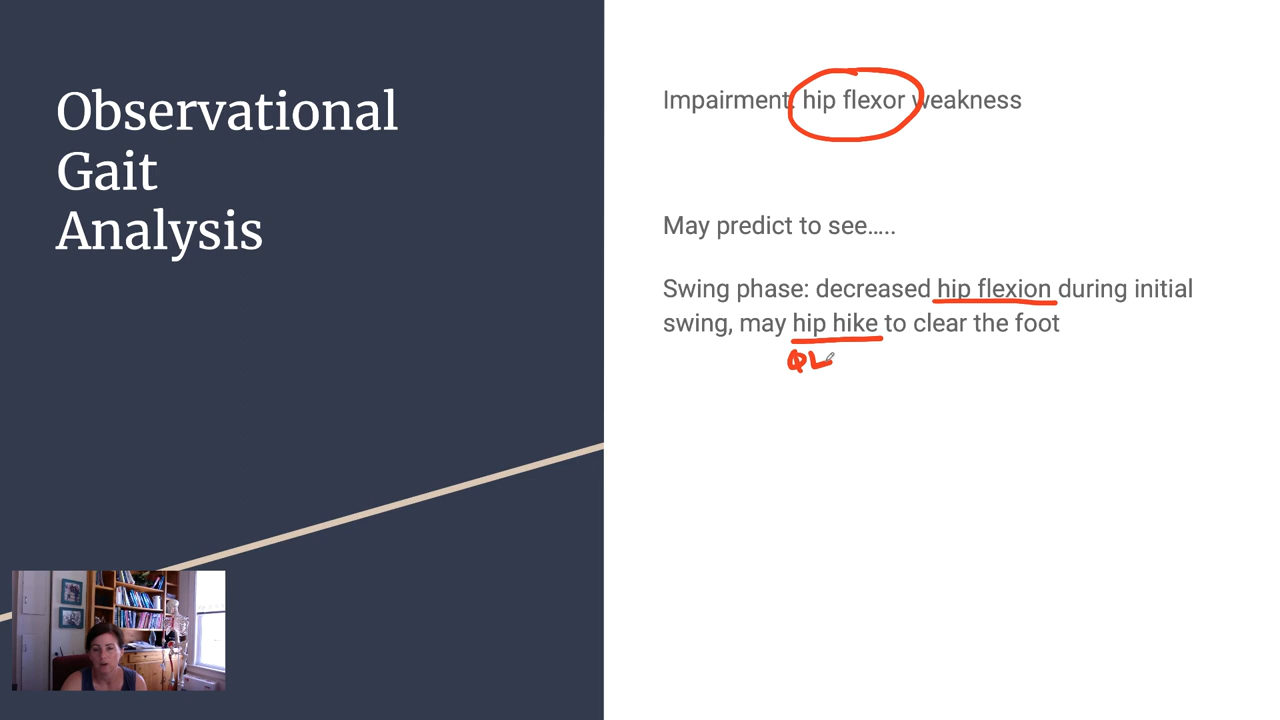 Observational
Gait
Analysis
Impairment: hip flexor weakness
May predict to see…..
Swing phase: decreased hip flexion during initial
swing, may hip hike to clear the foot
QL